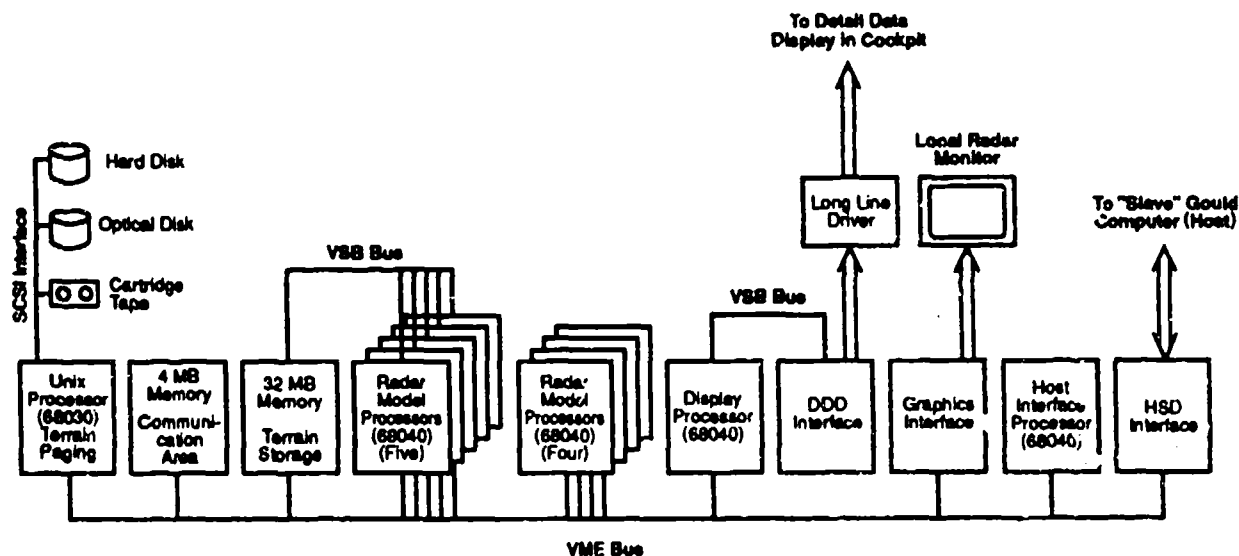 To Detail Data
Display in Cockpit
Hard Disk
Local Radar
Monitor
SCSI Interface
Optical Disk
Long Line
Driver
To "Slave" Gould
Computer (Host)
VSB Bus
Cartridge
Tape
VSB Bus
Unix
Processor
(68030)
Terrain
Paging
4 MB
Memory
Communi-
cation
Area
32 MB
Memory
Terrain
Storage
Radar
Model
Processors
(68040)
(Five)
Radar
Model
Processors
(68040)
(Four)
Display
Processor
(68040)
DDD
Interface
Graphics
Interface
Host
Interface
Processor
(68040)
HSD
Interface
VME Bus